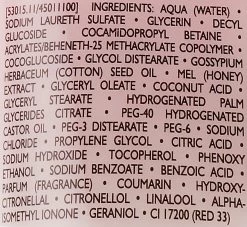 [5301S.11/45011100] INGREDIENTS: AQUA (WATER) •
SODIUM LAURETH SULFATE • GLYCERIN • DECYL
GLUCOSIDE • COCAMIDOPROPYL BETAINE •
ACRYLATES/BEHENETH-25 METHACRYLATE COPOLYMER •
COCOGLUCOSIDE • GLYCOL DISTEARATE • GOSSYPIUM
HERBACEUM (COTTON) SEED OIL • MEL (HONEY)
EXTRACT • GLYCERYL OLEATE • COCONUT ACID •
GLYCERYL STEARATE • HYDROGENATED PALM
GLYCERIDES CITRATE • PEG-40 HYDROGENATED
CASTOR OIL • PEG-3 DISTEARATE • PEG-6 • SODIUM
CHLORIDE • PROPYLENE GLYCOL • CITRIC ACID •
SODIUM HYDROXIDE • TOCOPHEROL • PHENOXY
ETHANOL • SODIUM BENZOATE • BENZOIC ACID •
PARFUM (FRAGRANCE) • COUMARIN • HYDROXY-
CITRONELLAL • CITRONELLOL • LINALOOL • ALPHA-
ISOMETHYL IONONE • GERANIOL • CI 17200 (RED 33)